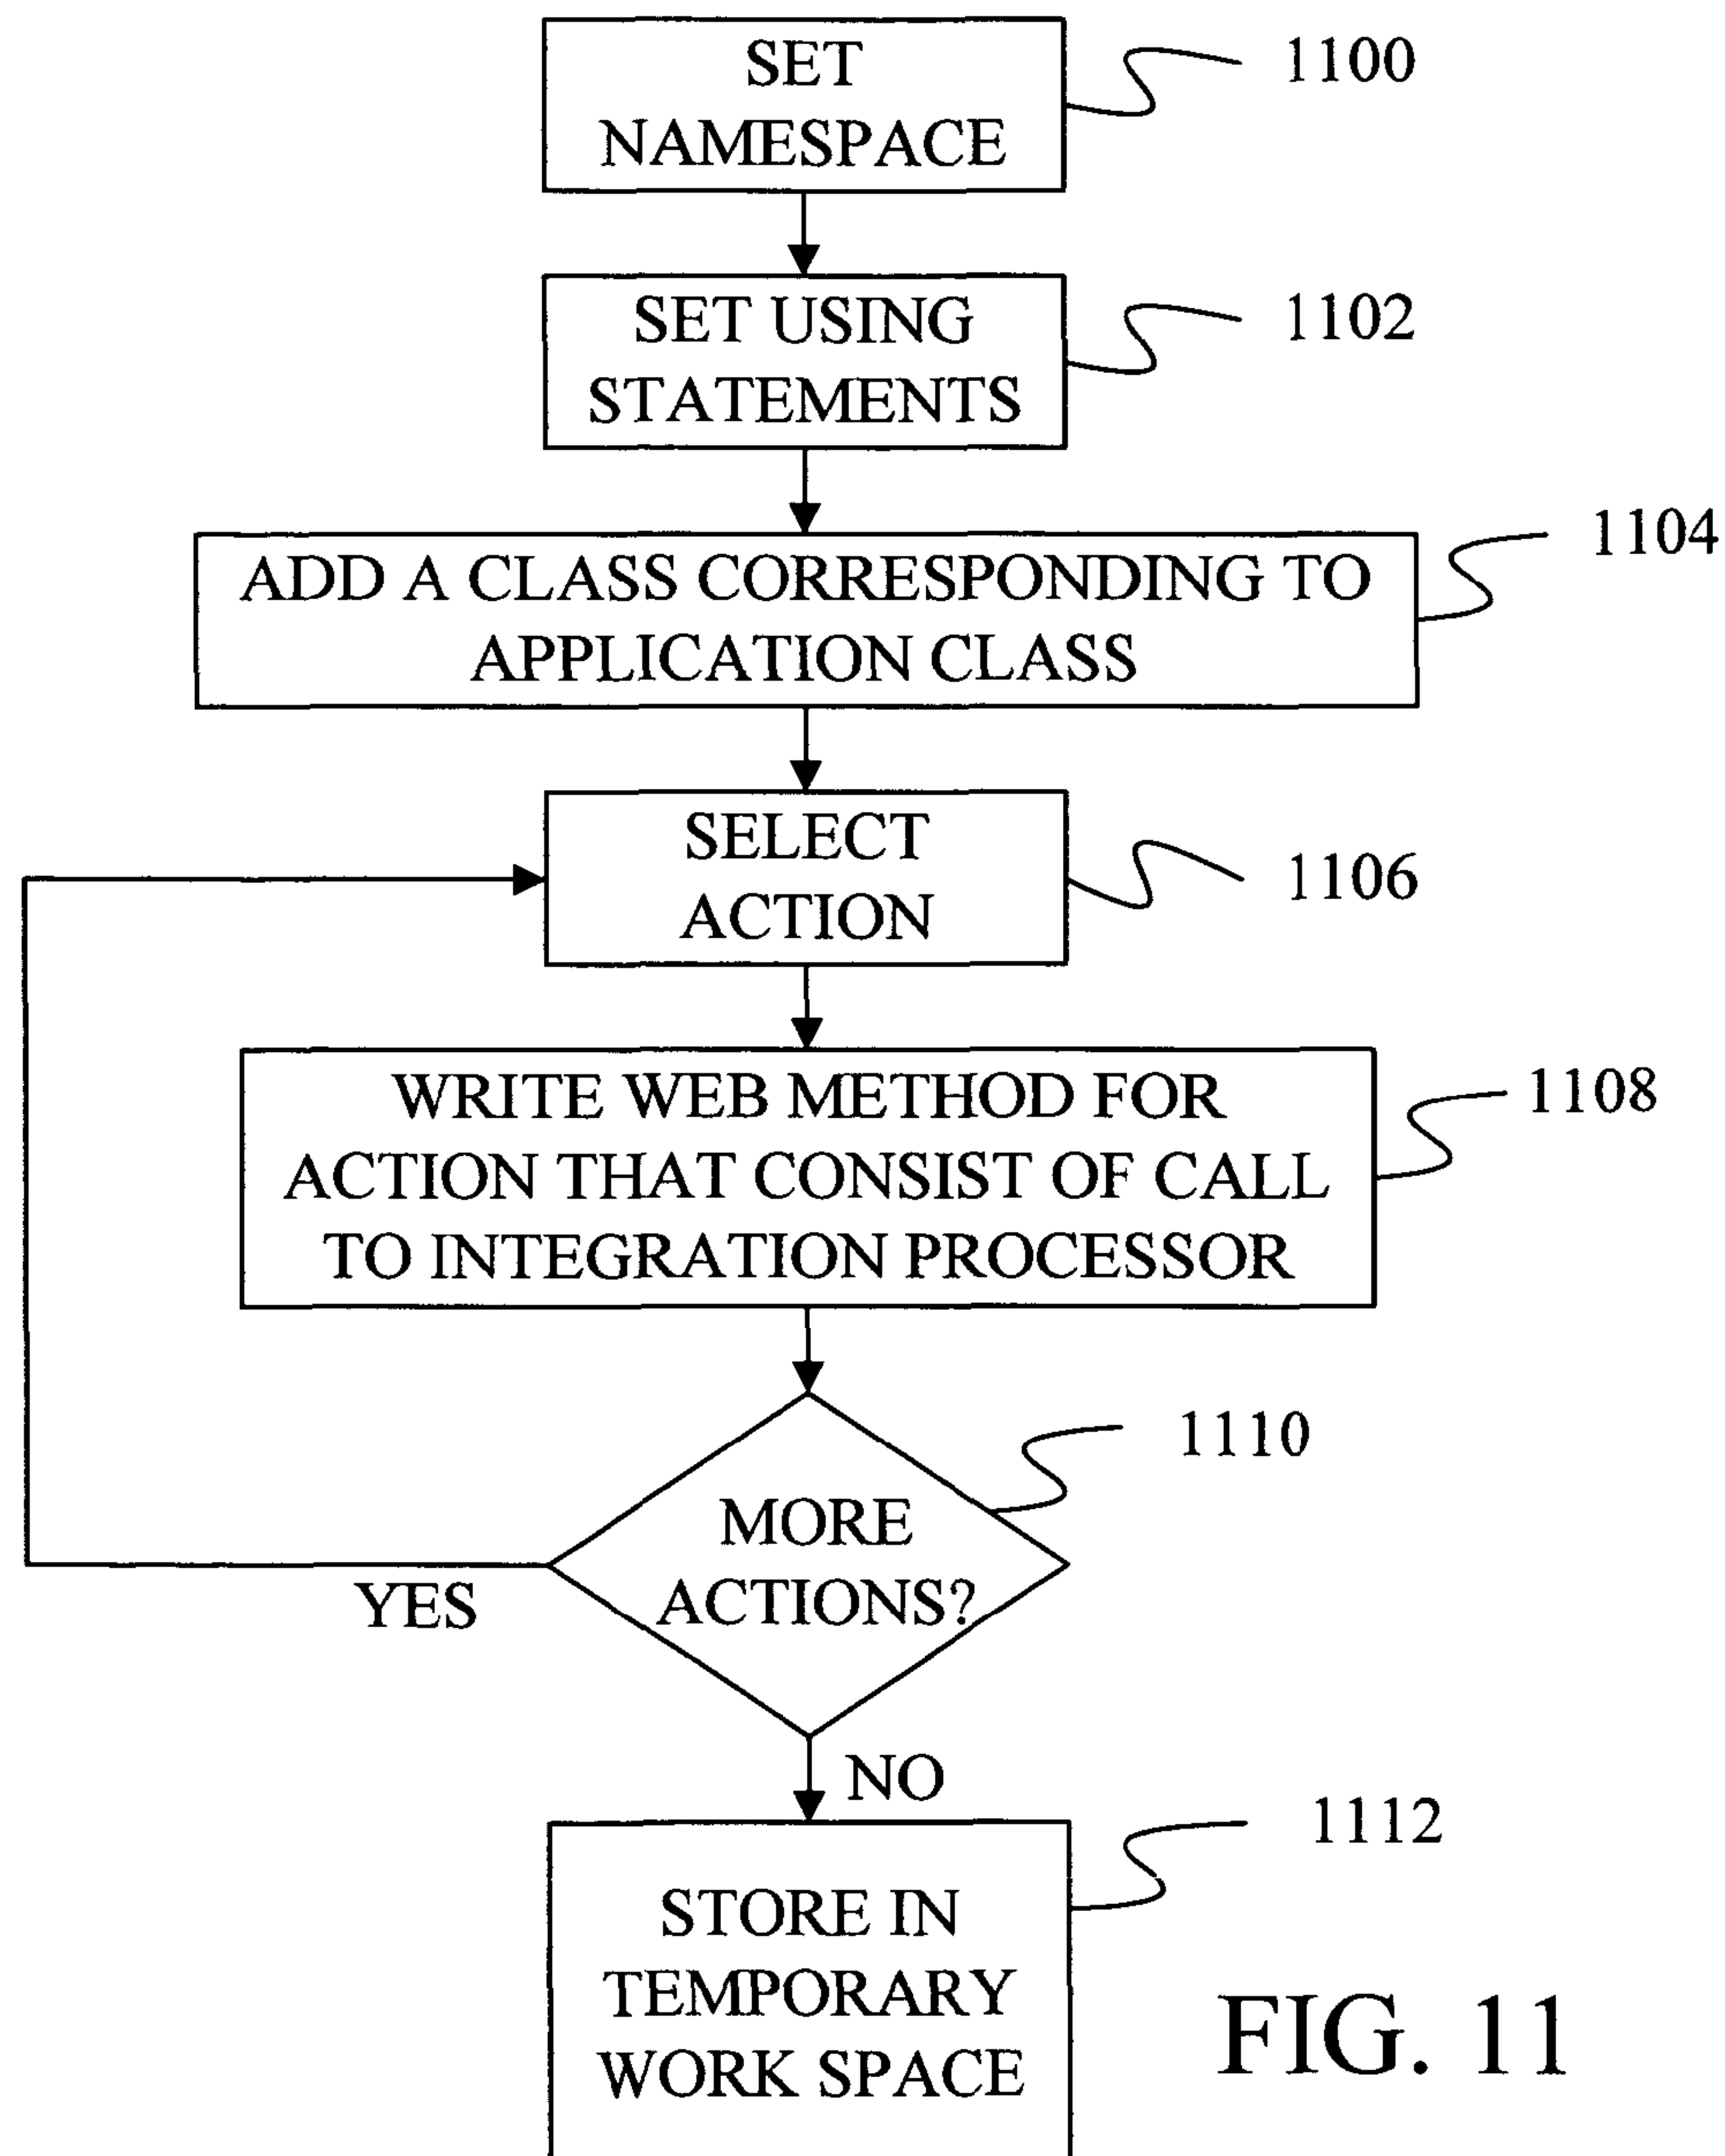 SET
NAMESPACE
1100
SET USING
STATEMENTS
1102
ADD A CLASS CORRESPONDING TO
APPLICATION CLASS
1104
SELECT
ACTION
1106
WRITE WEB METHOD FOR
ACTION THAT CONSIST OF CALL
TO INTEGRATION PROCESSOR
1108
MORE
ACTIONS?
1110
YES
NO
STORE IN
TEMPORARY
WORK SPACE
1112
FIG. 11